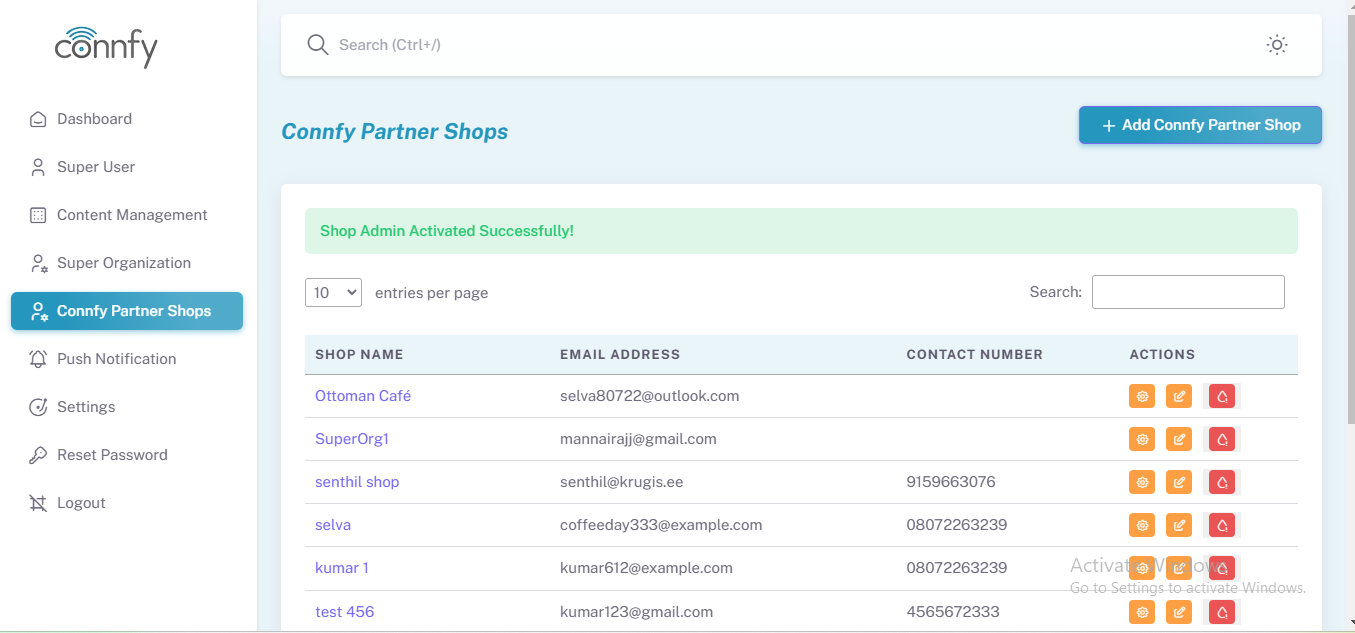 connfy
Search (Ctrl+/)
Dashboard
Super User
Content Management
Super Organization
Connfy Partner Shops
Push Notification
Settings
Reset Password
Logout
Connfy Partner Shops
+ Add Connfy Partner Shop
Shop Admin Activated Successfully!
10 entries per page
Search:
SHOP NAME EMAIL ADDRESS CONTACT NUMBER ACTIONS
Ottoman Café selva80722@outlook.com
SuperOrg1 mannairajj@gmail.com
senthil shop senthil@krugis.ee 9159663076
selva coffeeday333@example.com 08072263239
kumar 1 kumar612@example.com 08072263239
test 456 kumar123@gmail.com 4565672333
Activate Windows
Go to Settings to activate Windows.